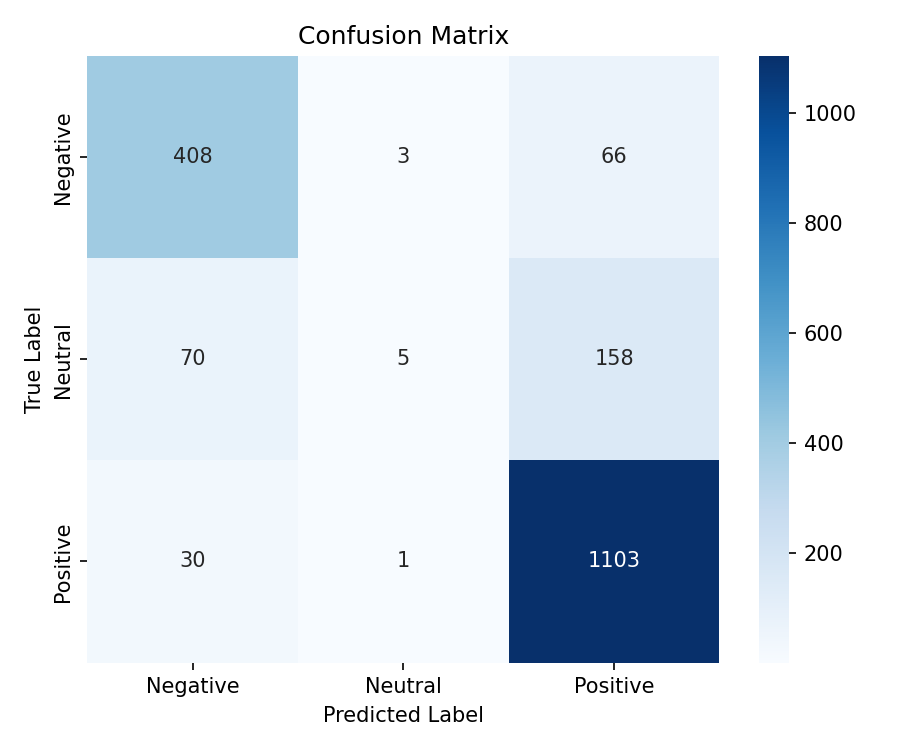 Confusion Matrix
True Label
Negative 408 3 66
Neutral 70 5 158
Positive 30 1 1103
Negative Neutral Positive
Predicted Label
1000
800
600
400
200